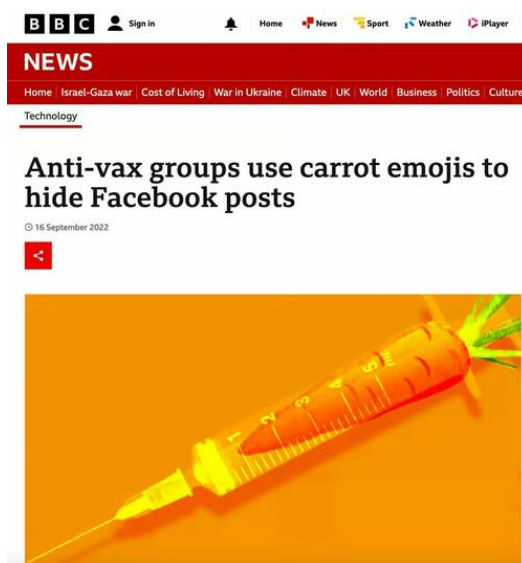 BBC Sign in Home News Sport Weather iPlayer
NEWS
Home Israel-Gaza war Cost of Living War in Ukraine Climate UK World Business Politics Culture
Technology
Anti-vax groups use carrot emojis to
hide Facebook posts
16 September 2022
1 2 3 4 5